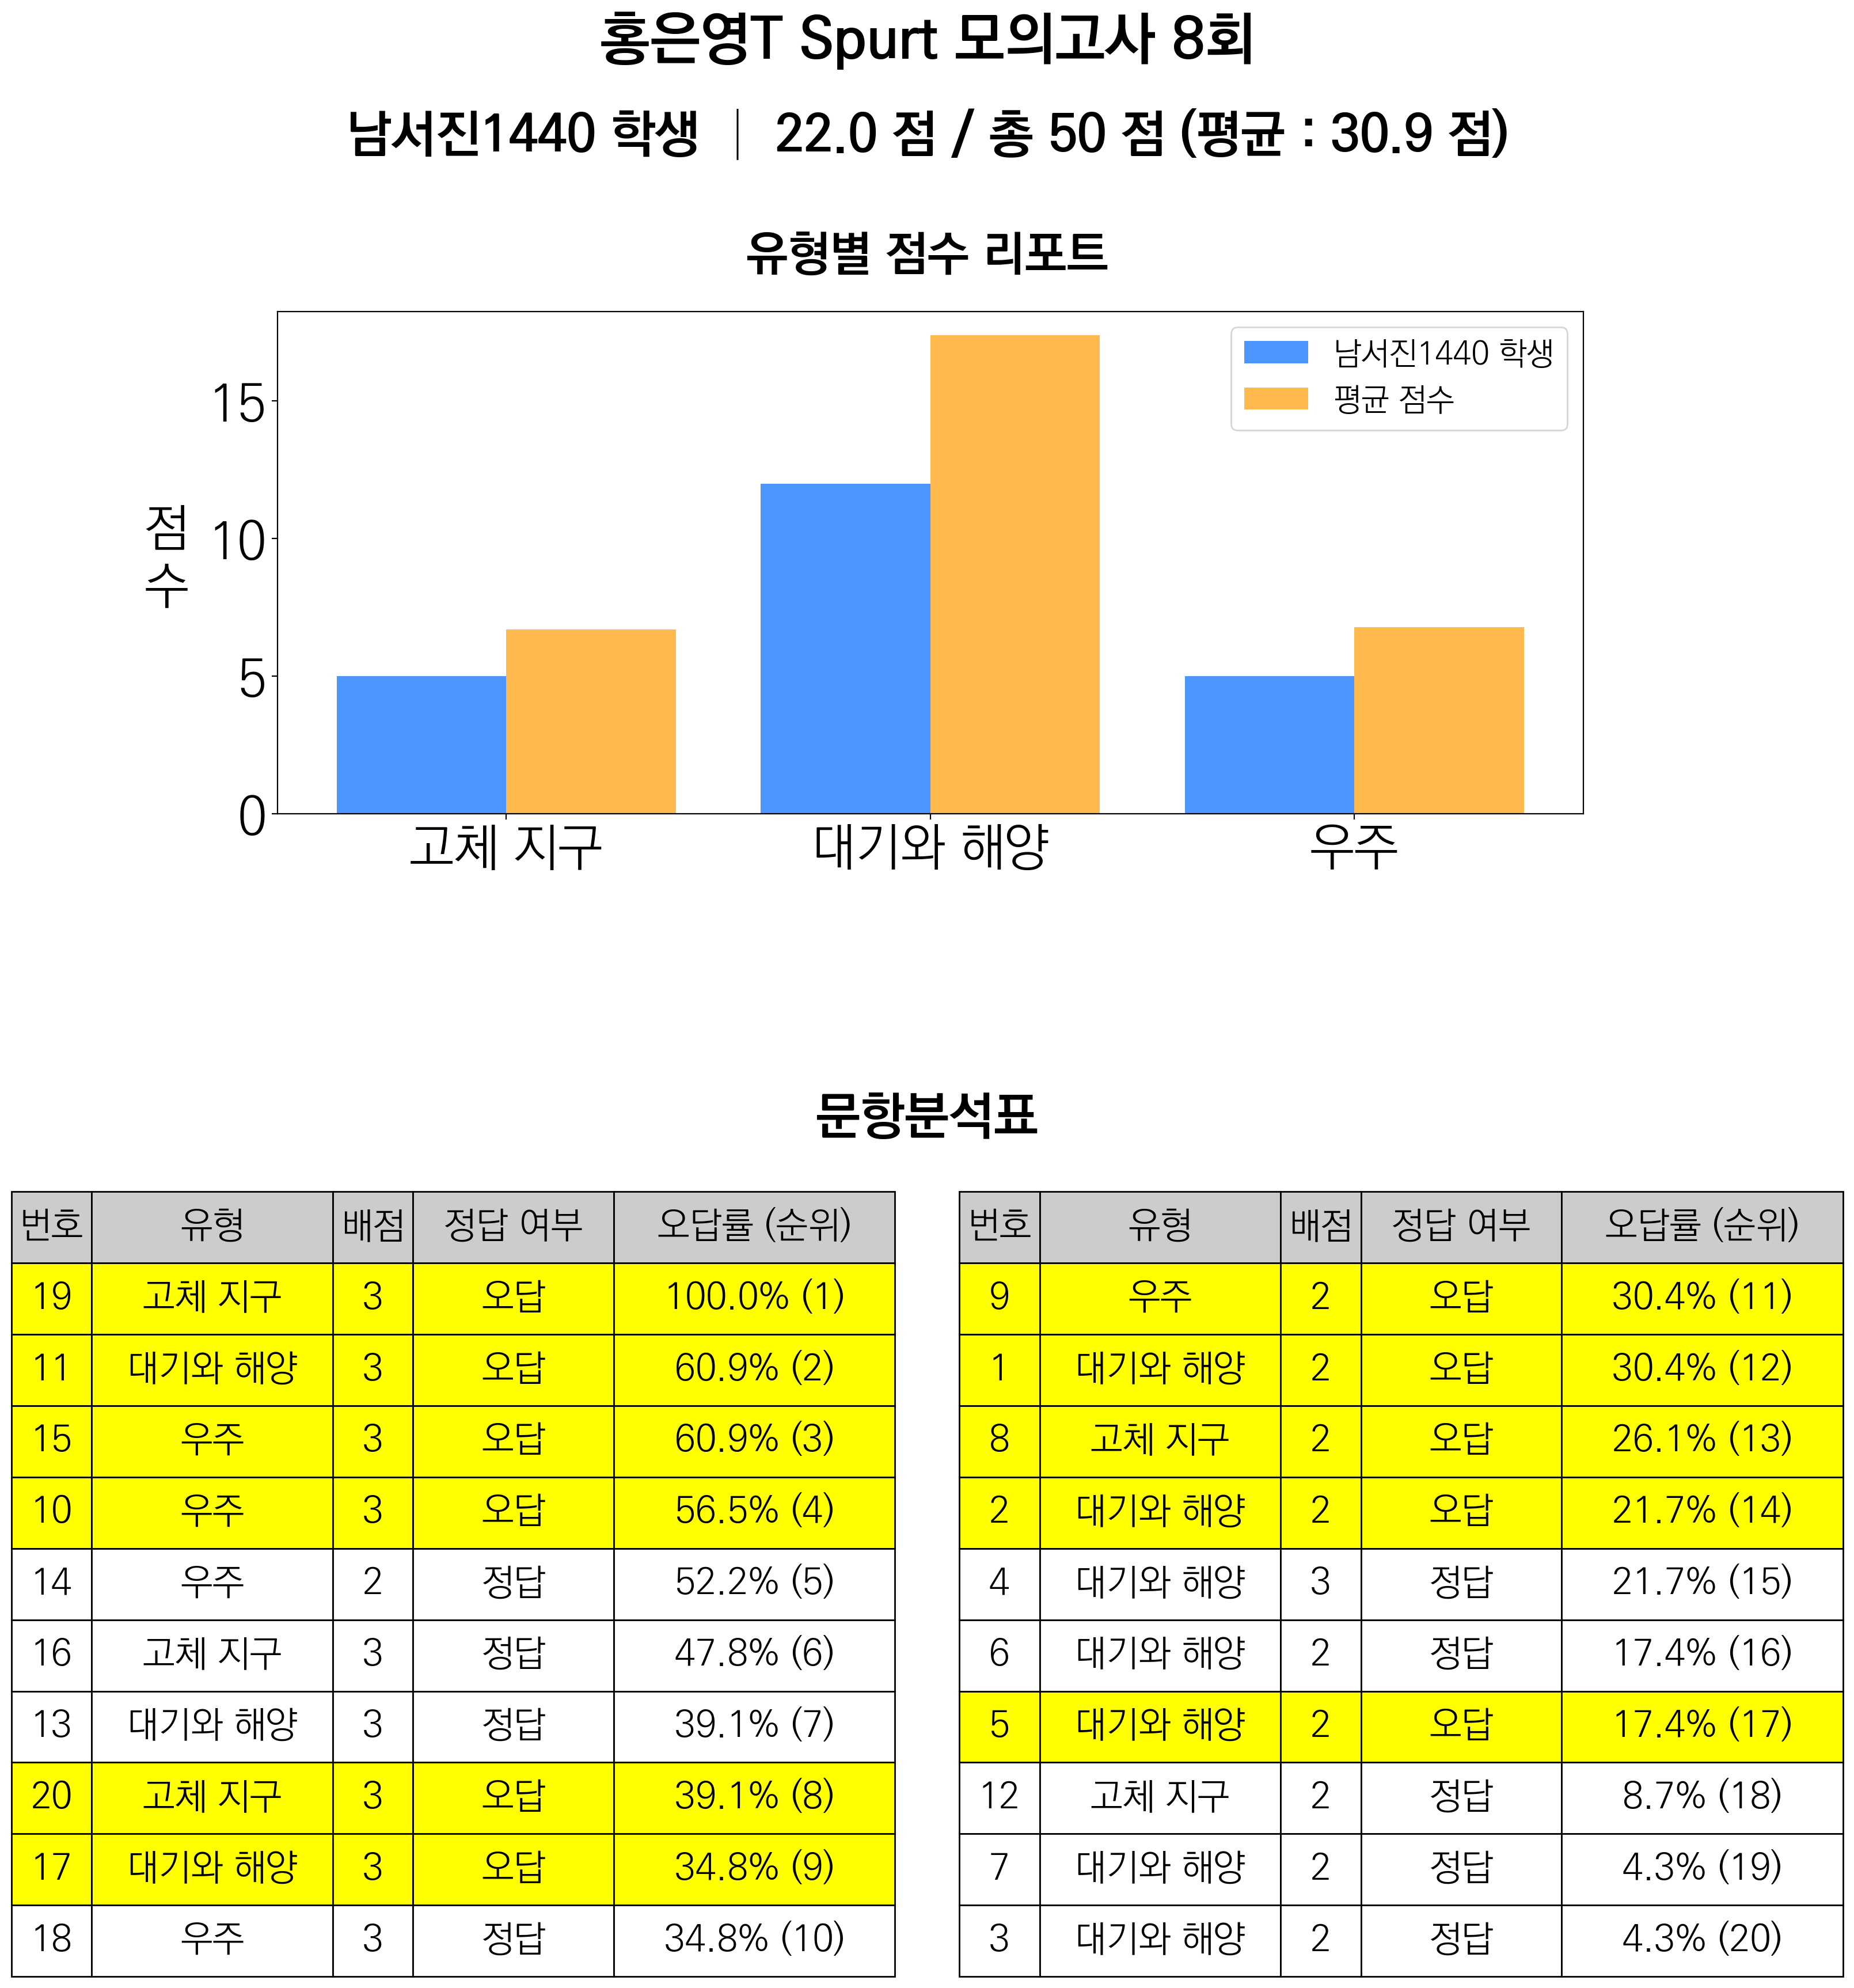 홍은영T Spurt 모의고사 8회
남서진1440 학생 │ 22.0 점 / 총 50 점 (평균 : 30.9 점)
유형별 점수 리포트
남서진1440 학생
평균 점수
점
수
15
10
5
0
고체 지구 대기와 해양 우주
문항분석표
번호 유형 배점 정답 여부 오답률 (순위)
19 고체 지구 3 오답 100.0% (1)
11 대기와 해양 3 오답 60.9% (2)
15 우주 3 오답 60.9% (3)
10 우주 3 오답 56.5% (4)
14 우주 2 정답 52.2% (5)
16 고체 지구 3 정답 47.8% (6)
13 대기와 해양 3 정답 39.1% (7)
20 고체 지구 3 오답 39.1% (8)
17 대기와 해양 3 오답 34.8% (9)
18 우주 3 정답 34.8% (10)
번호 유형 배점 정답 여부 오답률 (순위)
9 우주 2 오답 30.4% (11)
1 대기와 해양 2 오답 30.4% (12)
8 고체 지구 2 오답 26.1% (13)
2 대기와 해양 2 오답 21.7% (14)
4 대기와 해양 3 정답 21.7% (15)
6 대기와 해양 2 정답 17.4% (16)
5 대기와 해양 2 오답 17.4% (17)
12 고체 지구 2 정답 8.7% (18)
7 대기와 해양 2 정답 4.3% (19)
3 대기와 해양 2 정답 4.3% (20)